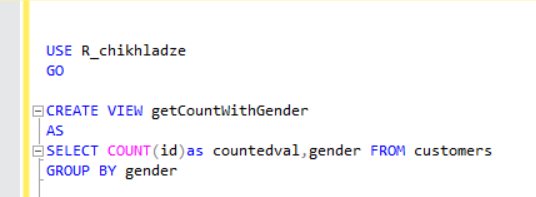 USE R_chikhladze
GO
CREATE VIEW getCountWithGender
AS
SELECT COUNT(id)as countedval,gender FROM customers
GROUP BY gender